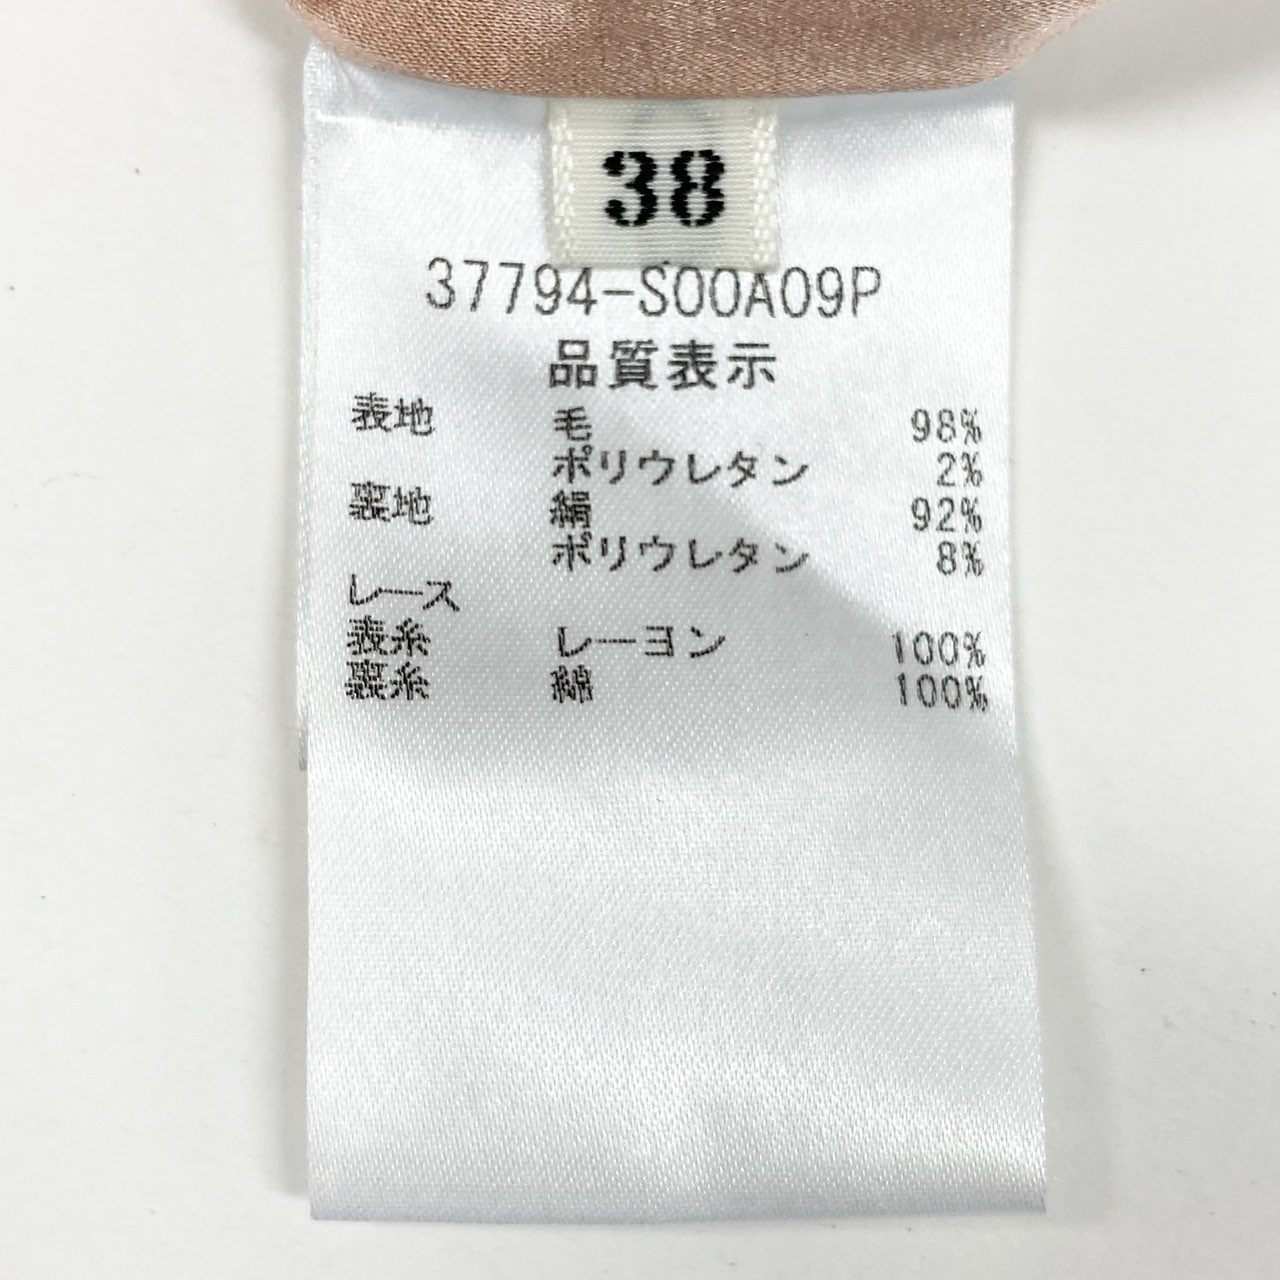 38
37794-S00A09P
品質表示
表地 毛 98%
ポリウレタン 2%
裏地 絹 92%
ポリウレタン 8%
レース
表糸 レーヨン 100%
裏糸 綿 100%